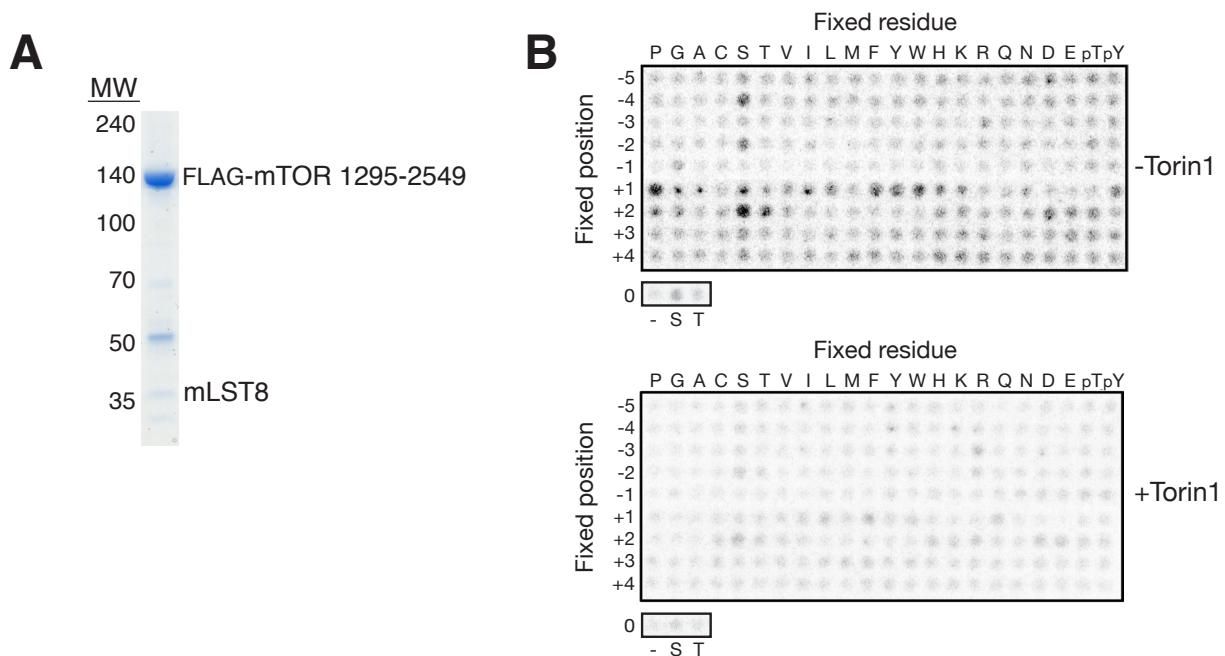 A
MW
240
140
100
70
50
35
FLAG-mTOR 1295-2549
mLST8
B
Fixed residue
P G A C S T V I L M F Y W H K R Q N D E pT pY
Fixed position
-5
-4
-3
-2
-1
+1
+2
+3
+4
-Torin1
0
- S T
Fixed residue
P G A C S T V I L M F Y W H K R Q N D E pT pY
Fixed position
-5
-4
-3
-2
-1
+1
+2
+3
+4
+Torin1
0
- S T